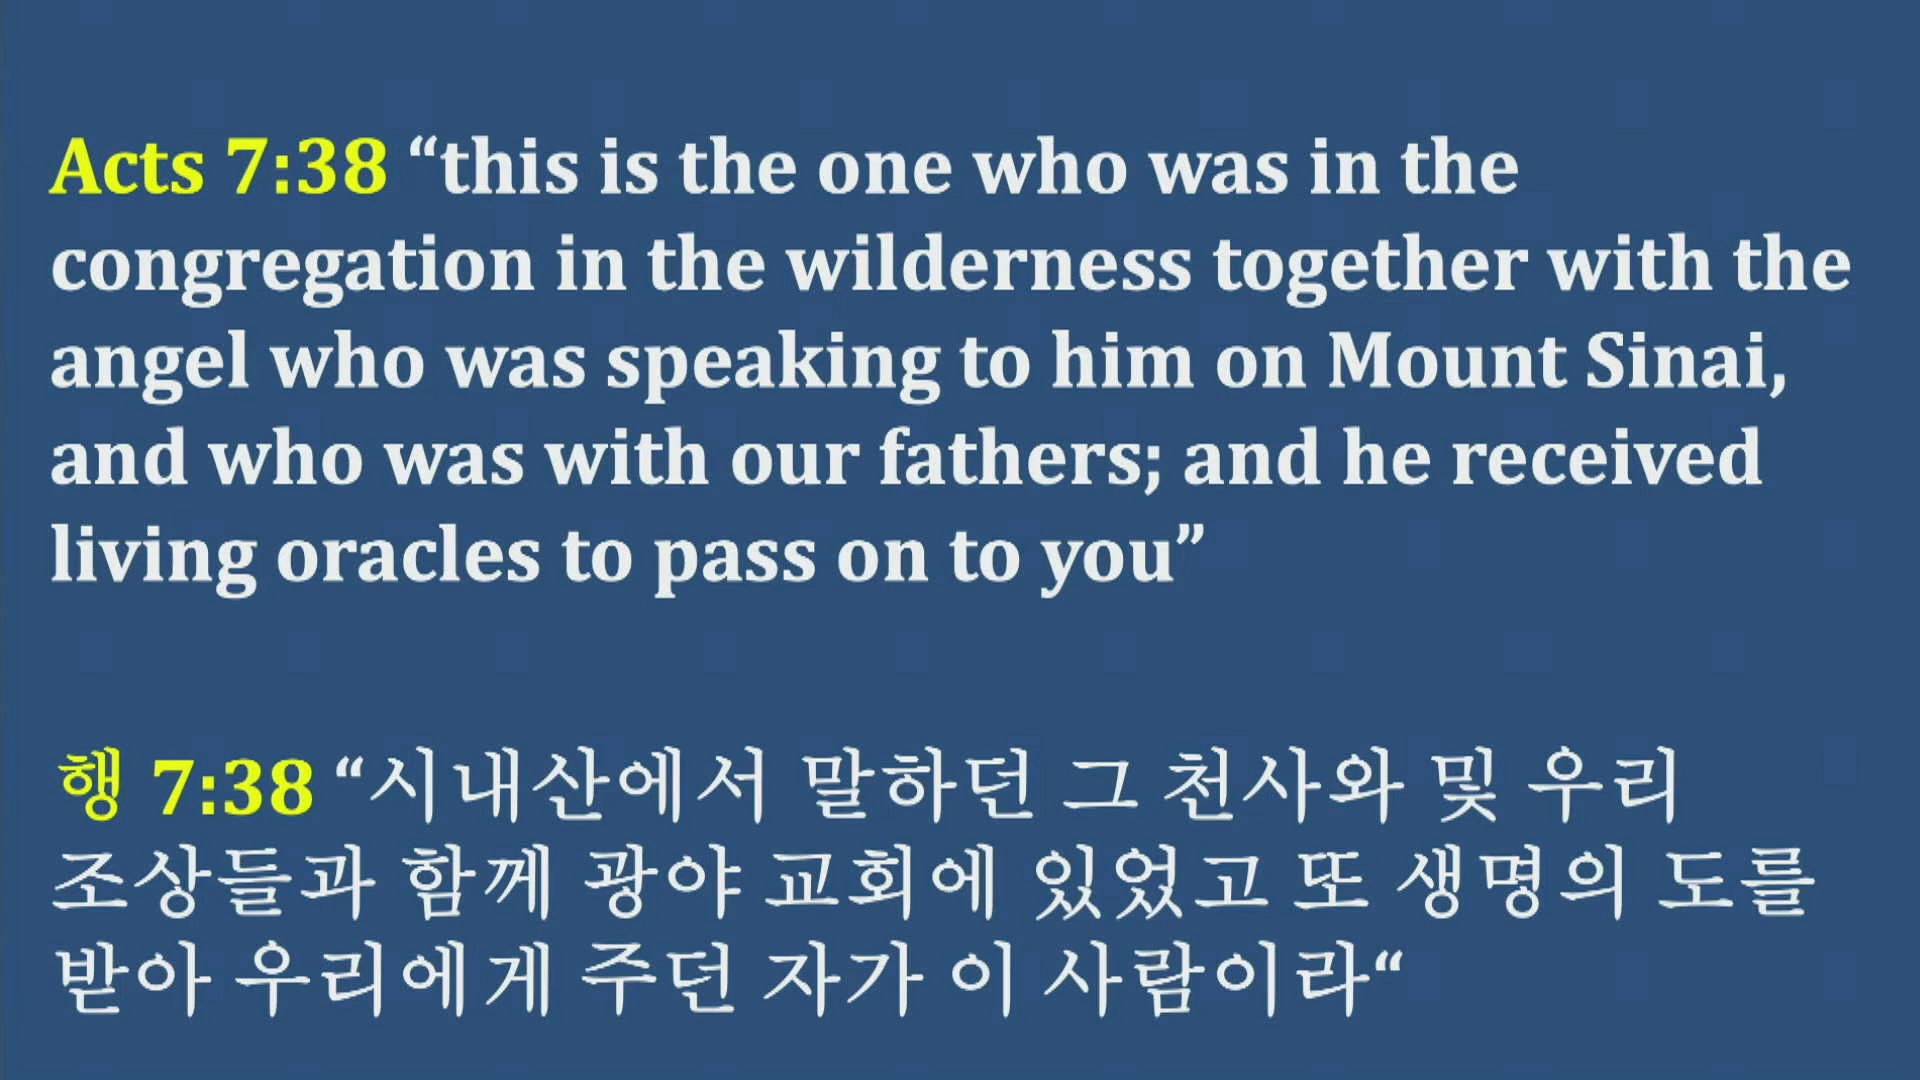 Acts 7:38 “this is the one who was in the
congregation in the wilderness together with the
angel who was speaking to him on Mount Sinai,
and who was with our fathers; and he received
living oracles to pass on to you”
행 7:38 “시내산에서 말하던 그 천사와 및 우리
조상들과 함께 광야 교회에 있었고 또 생명의 도를
받아 우리에게 주던 자가 이 사람이라“